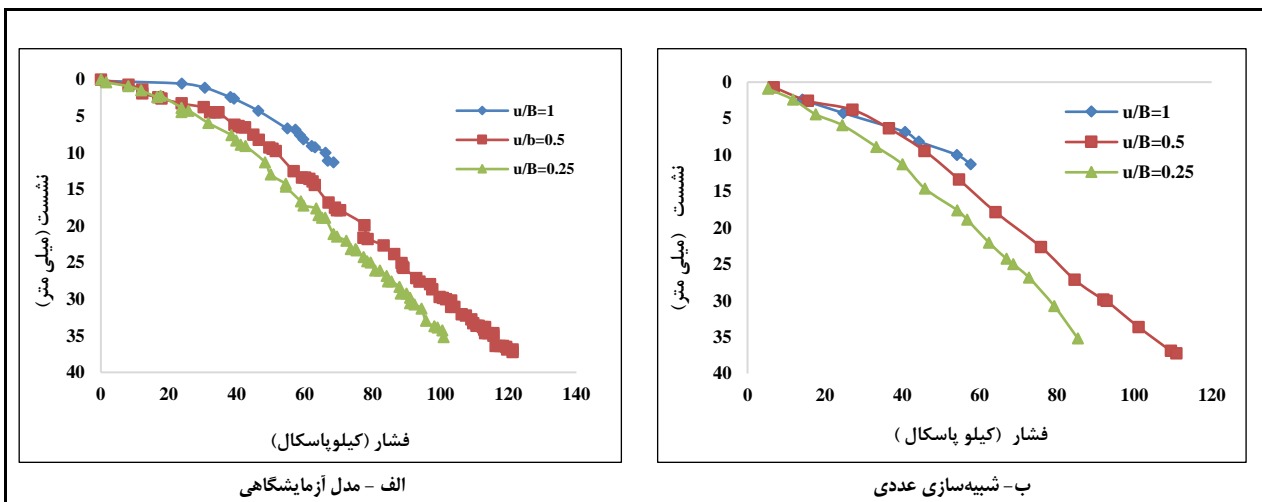 0
5
10
15
20
25
30
35
40
0 20 40 60 80 100 120 140
نشست (میلی متر)
فشار (کیلوپاسکال)
u/B=1
u/b=0.5
u/B=0.25
الف - مدل آزمایشگاهی
0
5
10
15
20
25
30
35
40
0 20 40 60 80 100 120
نشست (میلی متر)
فشار (کیلو پاسکال )
u/B=1
u/B=0.5
u/B=0.25
ب- شبیه‌سازی عددی